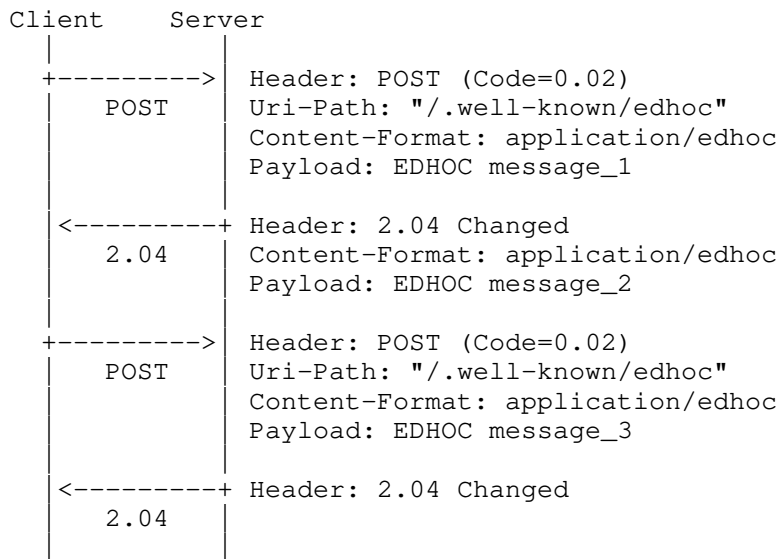 Client Server
Header: POST (Code=0.02)
POST Uri-Path: "/.well-known/edhoc"
Content-Format: application/edhoc
Payload: EDHOC message_1
Header: 2.04 Changed
2.04 Content-Format: application/edhoc
Payload: EDHOC message_2
Header: POST (Code=0.02)
POST Uri-Path: "/.well-known/edhoc"
Content-Format: application/edhoc
Payload: EDHOC message_3
Header: 2.04 Changed
2.04